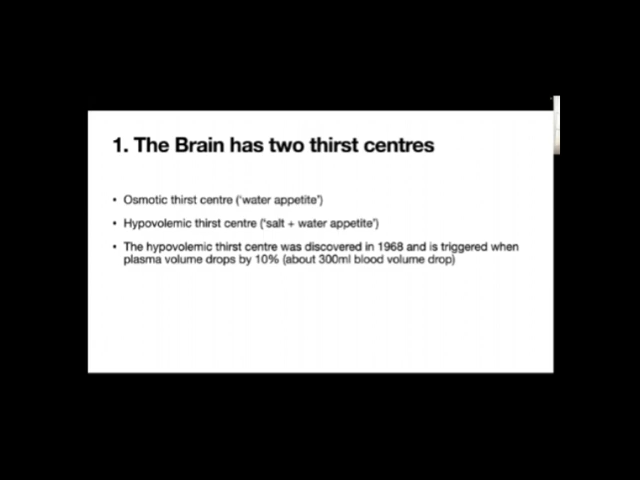 1. The Brain has two thirst centres
• Osmotic thirst centre ('water appetite')
• Hypovolemic thirst centre ('salt + water appetite')
• The hypovolemic thirst centre was discovered in 1968 and is triggered when
plasma volume drops by 10% (about 300ml blood volume drop)